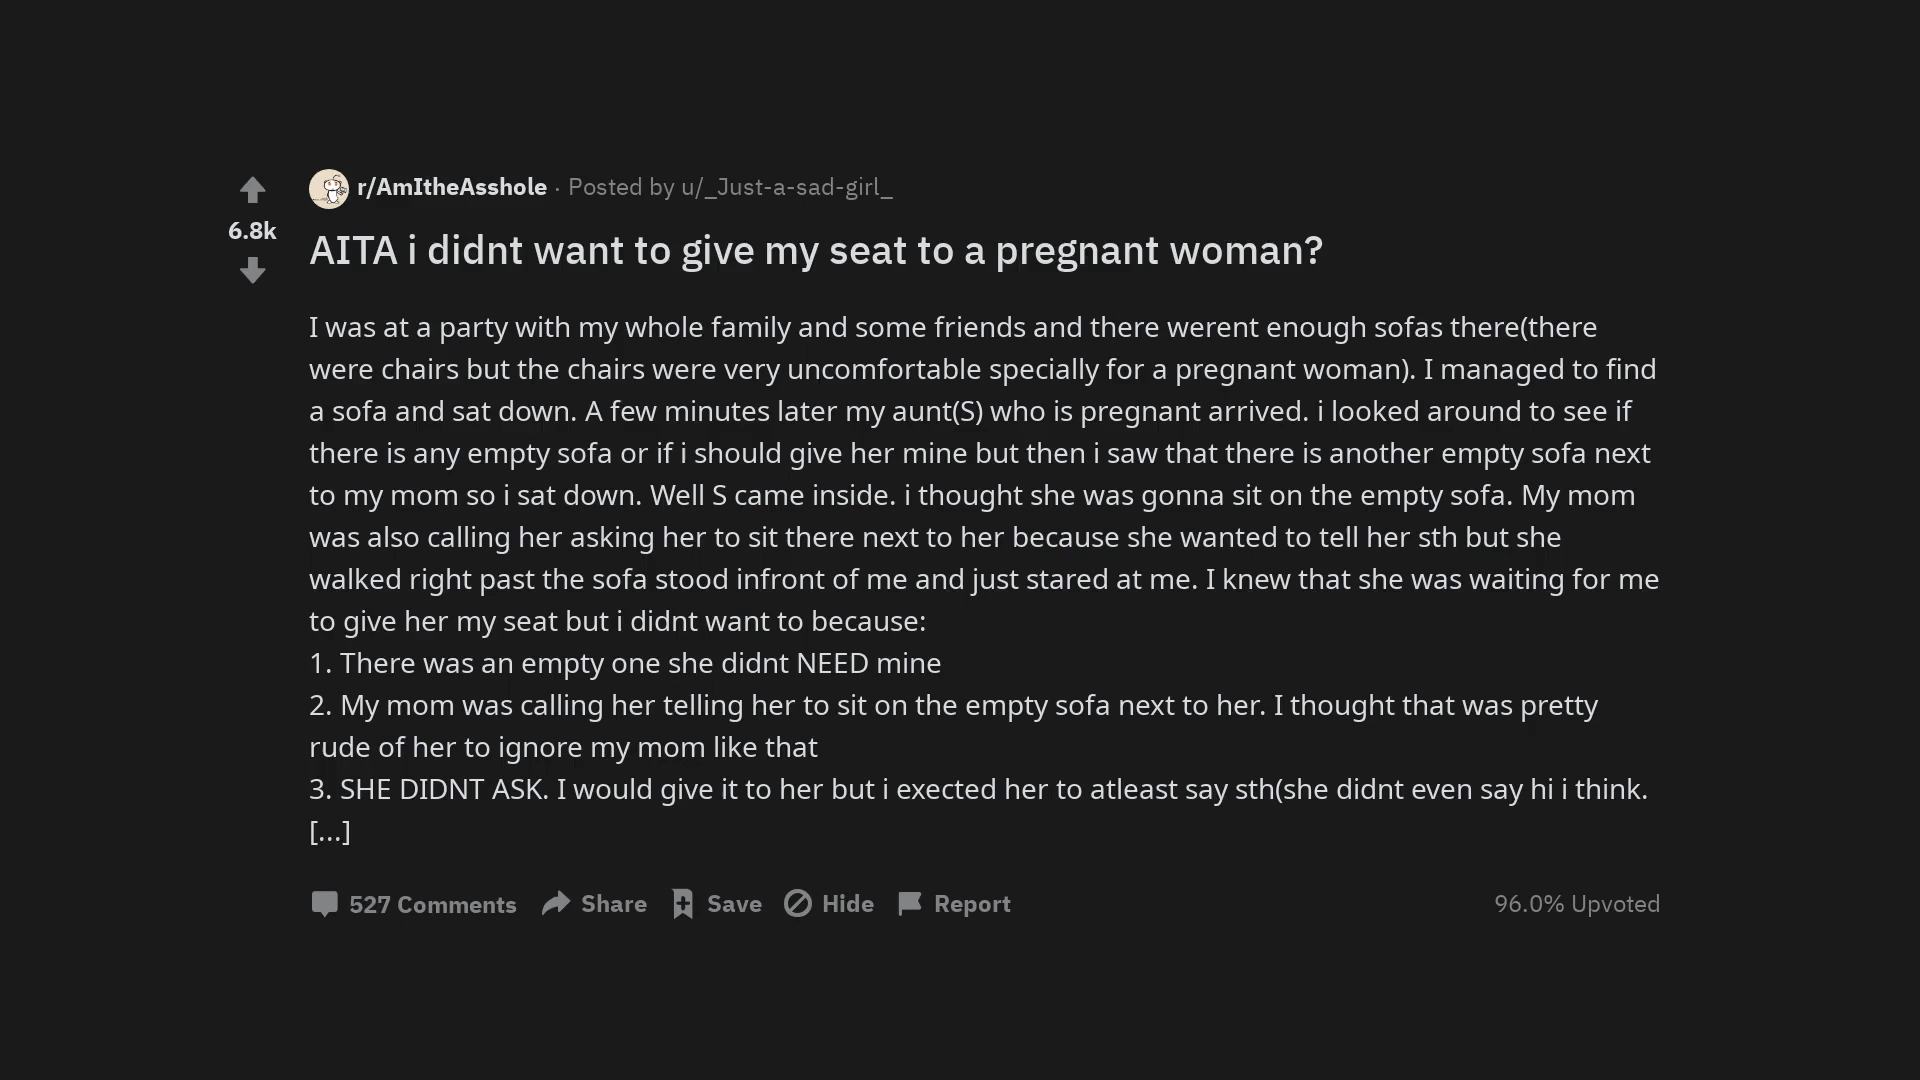 r/AmItheAsshole · Posted by u/_Just-a-sad-girl_
6.8k
AITA i didnt want to give my seat to a pregnant woman?
I was at a party with my whole family and some friends and there werent enough sofas there(there
were chairs but the chairs were very uncomfortable specially for a pregnant woman). I managed to find
a sofa and sat down. A few minutes later my aunt(S) who is pregnant arrived. i looked around to see if
there is any empty sofa or if i should give her mine but then i saw that there is another empty sofa next
to my mom so i sat down. Well S came inside. i thought she was gonna sit on the empty sofa. My mom
was also calling her asking her to sit there next to her because she wanted to tell her sth but she
walked right past the sofa stood infront of me and just stared at me. I knew that she was waiting for me
to give her my seat but i didnt want to because:
1. There was an empty one she didnt NEED mine
2. My mom was calling her telling her to sit on the empty sofa next to her. I thought that was pretty
rude of her to ignore my mom like that
3. SHE DIDNT ASK. I would give it to her but i exected her to atleast say sth(she didnt even say hi i think.
[...]
527 Comments Share Save Hide Report 96.0% Upvoted